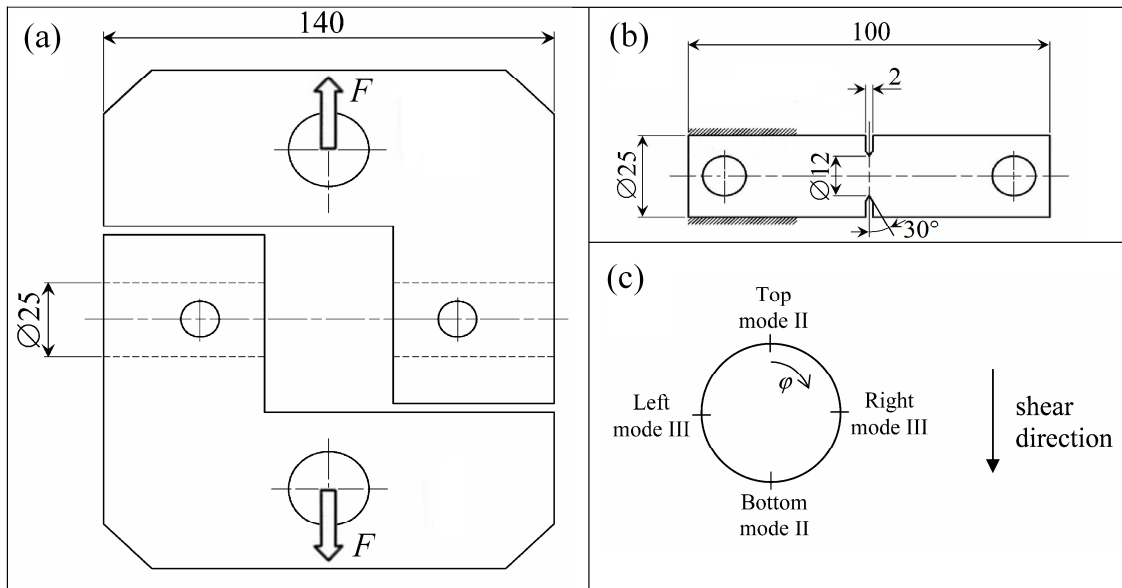 (a)
140
F
Ø25
F
(b)
100
2
Ø25
Ø12
30°
(c)
Top
mode II
φ
Left
mode III
Right
mode III
Bottom
mode II
shear
direction